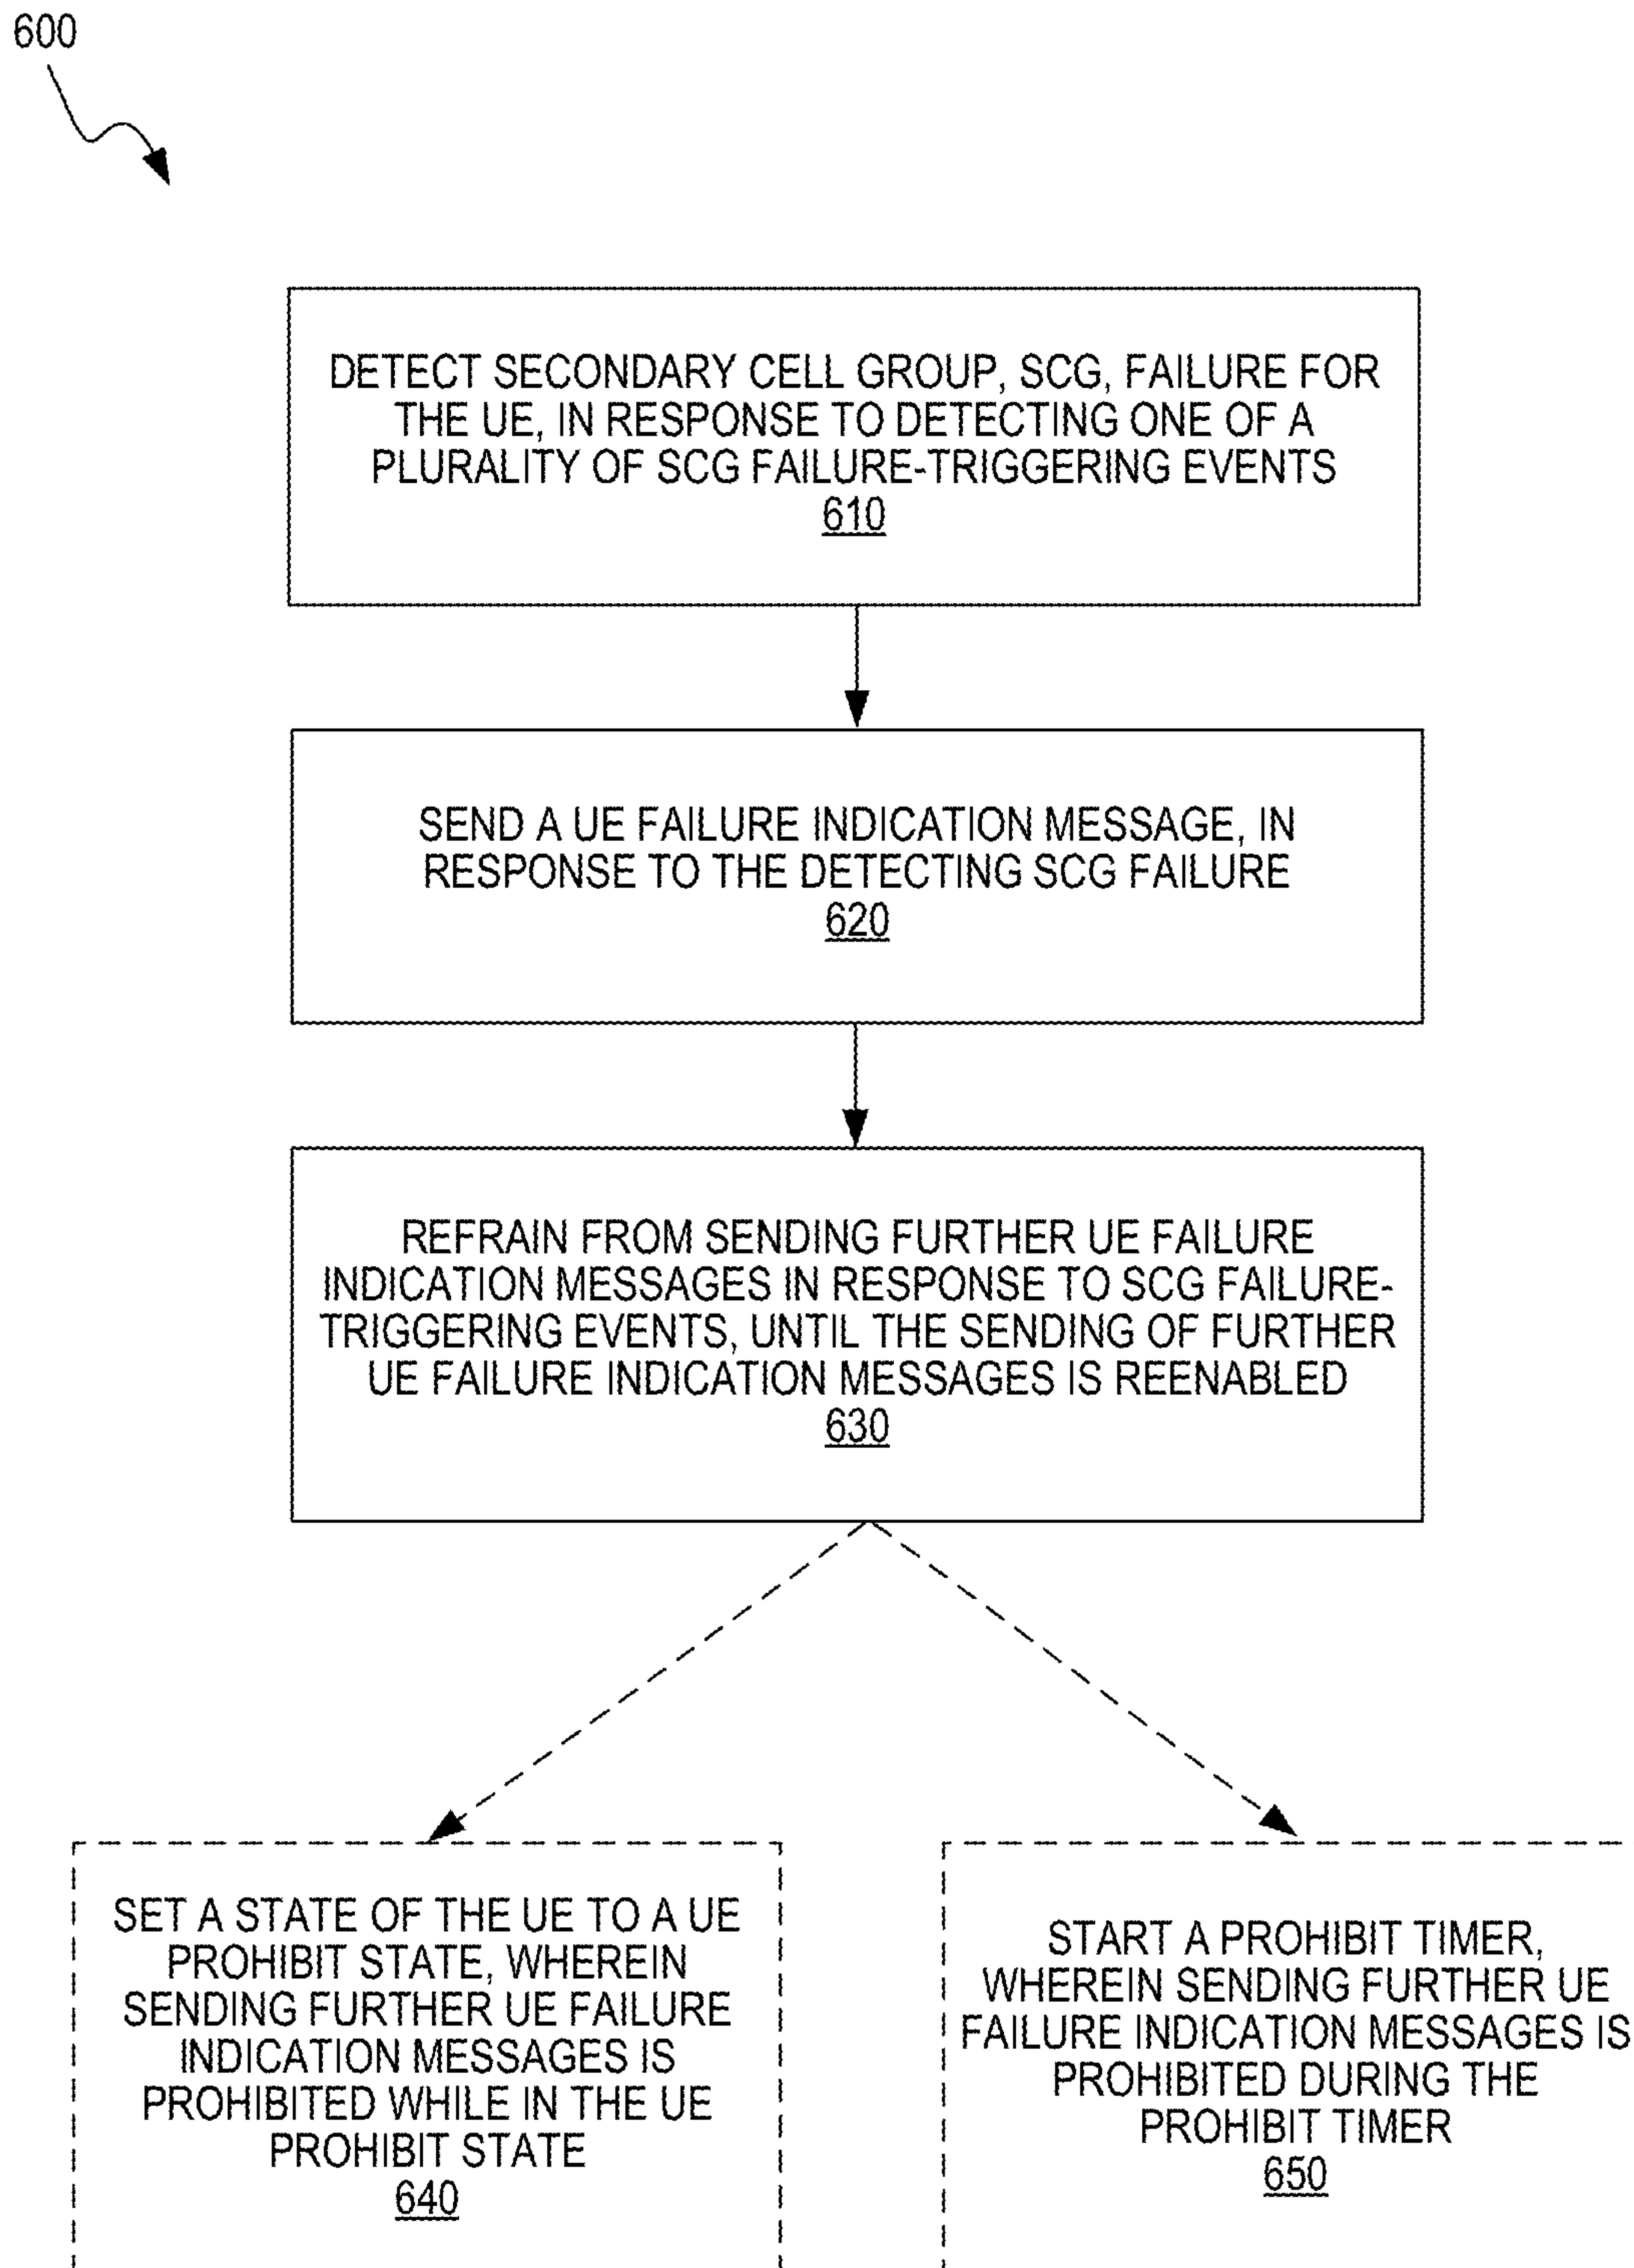 600
DETECT SECONDARY CELL GROUP, SCG, FAILURE FOR
THE UE, IN RESPONSE TO DETECTING ONE OF A
PLURALITY OF SCG FAILURE-TRIGGERING EVENTS
610
SEND A UE FAILURE INDICATION MESSAGE, IN
RESPONSE TO THE DETECTING SCG FAILURE
620
REFRAIN FROM SENDING FURTHER UE FAILURE
INDICATION MESSAGES IN RESPONSE TO SCG FAILURE-
TRIGGERING EVENTS, UNTIL THE SENDING OF FURTHER
UE FAILURE INDICATION MESSAGES IS REENABLED
630
SET A STATE OF THE UE TO A UE
PROHIBIT STATE, WHEREIN
SENDING FURTHER UE FAILURE
INDICATION MESSAGES IS
PROHIBITED WHILE IN THE UE
PROHIBIT STATE
640
START A PROHIBIT TIMER,
WHEREIN SENDING FURTHER UE
FAILURE INDICATION MESSAGES IS
PROHIBITED DURING THE
PROHIBIT TIMER
650